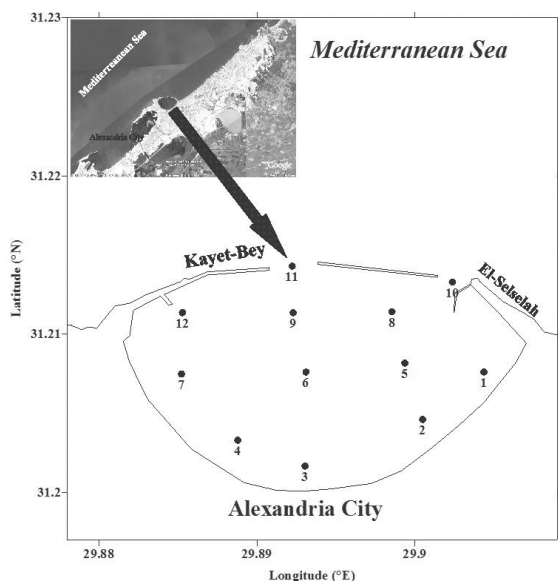 31.23
Mediterranean Sea
Mediterranean Sea
Alexandria City
Google
31.22
Latitude (°N)
Kayet-Bey
El-Selselah
11
10
31.21
12
9
8
7
6
5
1
2
4
3
31.2
Alexandria City
29.88
29.89
29.9
Longitude (°E)